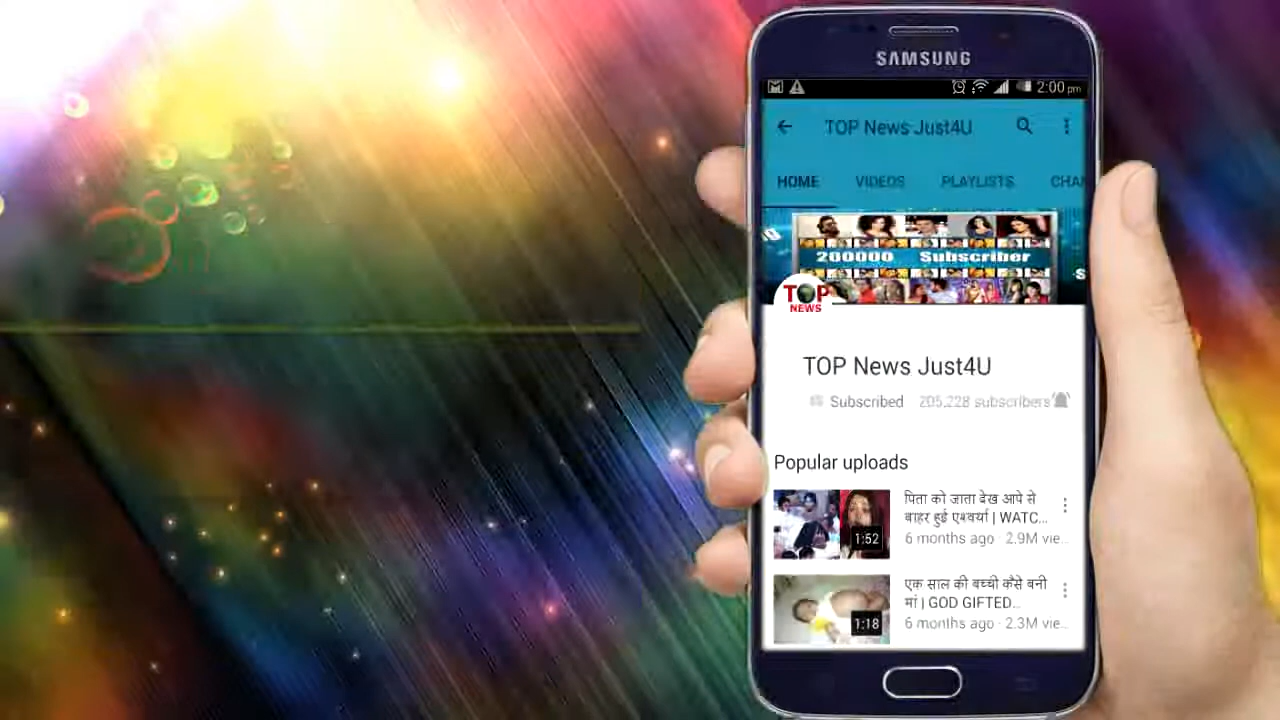 SAMSUNG
2:00 pm
TOP News Just4U
HOME VIDEOS PLAYLISTS CHAN
200000 Subscriber
TOP
NEWS
TOP News Just4U
Subscribed 205,228 subscribers
Popular uploads
पिता को जाता देख आपे से
बाहर हुई एश्वर्या | WATC...
1:52
6 months ago · 2.9M vie..
एक साल की बच्ची कैसे बनी
मां | GOD GIFTED..
1:18
6 months ago · 2.3M vie..